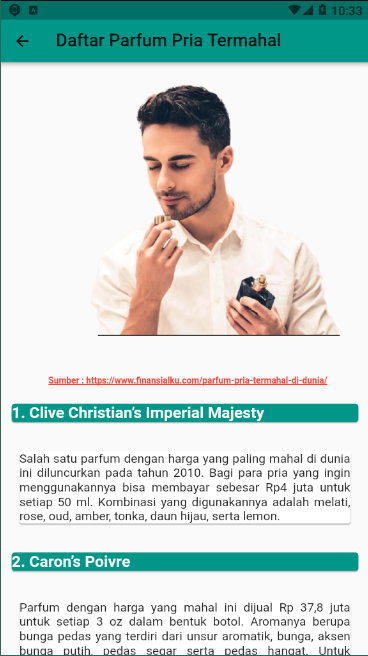 10:33
Daftar Parfum Pria Termahal
Sumber : https://www.finansialku.com/parfum-pria-termahal-di-dunia/
1. Clive Christian’s Imperial Majesty
Salah satu parfum dengan harga yang paling mahal di dunia
ini diluncurkan pada tahun 2010. Bagi para pria yang ingin
menggunakannya bisa membayar sebesar Rp4 juta untuk
setiap 50 ml. Kombinasi yang digunakannya adalah melati,
rose, oud, amber, tonka, daun hijau, serta lemon.
2. Caron’s Poivre
Parfum dengan harga yang mahal ini dijual Rp 37,8 juta
untuk setiap 3 oz dalam bentuk botol. Aromanya berupa
bunga pedas yang terdiri dari unsur aromatik, bunga, aksen
bunga putih, pedas segar serta pedas hangat. Untuk